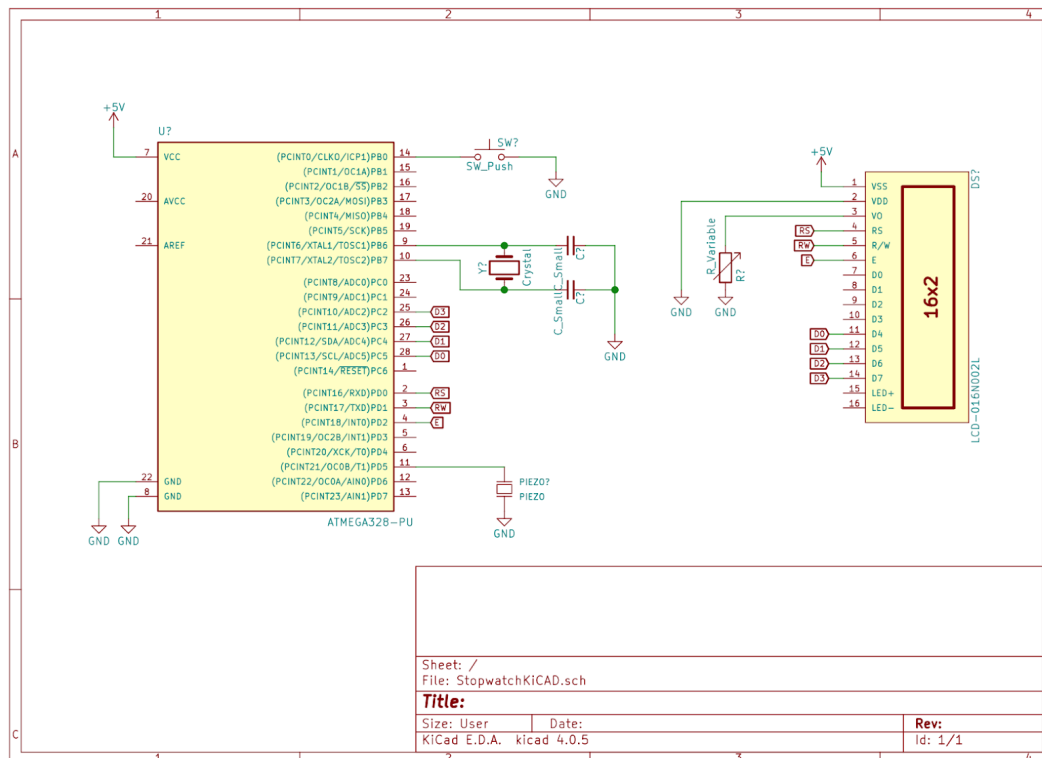 1 2 3 4
A
B
C
+5V
U?
7 VCC
20 AVCC
21 AREF
22 GND
8 GND
GND GND
(PCINT0/CLKO/ICP1)PB0 14
(PCINT1/OC1A)PB1 15
(PCINT2/OC1B/SS)PB2 16
(PCINT3/OC2A/MOSI)PB3 17
(PCINT4/MISO)PB4 18
(PCINT5/SCK)PB5 19
(PCINT6/XTAL1/TOSC1)PB6 9
(PCINT7/XTAL2/TOSC2)PB7 10
(PCINT8/ADC0)PC0 23
(PCINT9/ADC1)PC1 24
(PCINT10/ADC2)PC2 25 D3
(PCINT11/ADC3)PC3 26 D2
(PCINT12/SDA/ADC4)PC4 27 D1
(PCINT13/SCL/ADC5)PC5 28 D0
(PCINT14/RESET)PC6 1
(PCINT16/RXD)PD0 2 RS
(PCINT17/TXD)PD1 3 RW
(PCINT18/INT0)PD2 4 E
(PCINT19/OC2B/INT1)PD3 5
(PCINT20/XCK/T0)PD4 6
(PCINT21/OC0B/T1)PD5 11
(PCINT22/OC0A/AIN0)PD6 12
(PCINT23/AIN1)PD7 13
ATMEGA328-PU
SW?
SW_Push
GND
Y?
Crystal
C_Small
C?
C_Small
C?
GND
PIEZO?
PIEZO
GND
+5V
DS?
1 VSS
2 VDD
3 VO
RS 4 RS
RW 5 R/W
E 6 E
7 D0
8 D1
9 D2
10 D3
D0 11 D4
D1 12 D5
D2 13 D6
D3 14 D7
15 LED+
16 LED-
16x2
LCD-016N002L
R_Variable
R?
GND
GND
Sheet: /
File: StopwatchKiCAD.sch
Title:
Size: User Date: Rev:
KiCad E.D.A. kicad 4.0.5 Id: 1/1
1 2 3 4